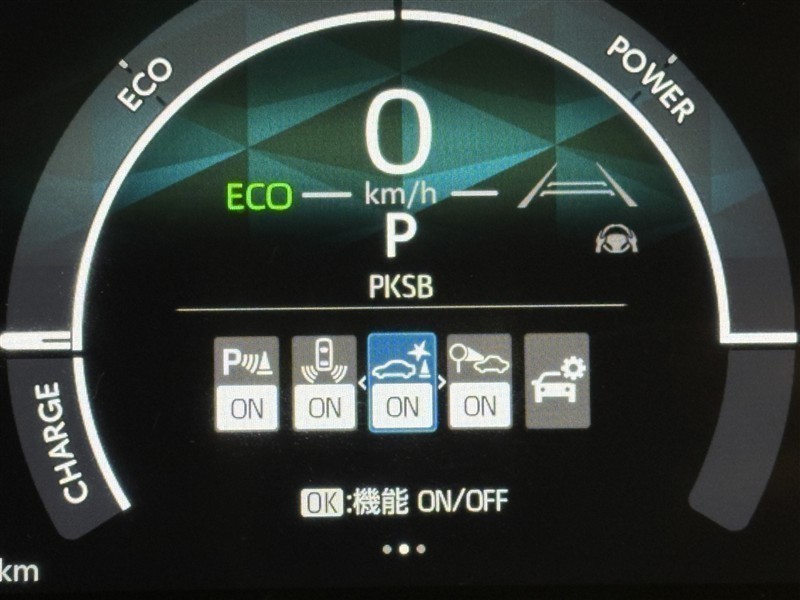 ECO
POWER
0
ECO km/h
P
PKSB
P
ON ON ON ON
CHARGE
OK:機能 ON/OFF
km